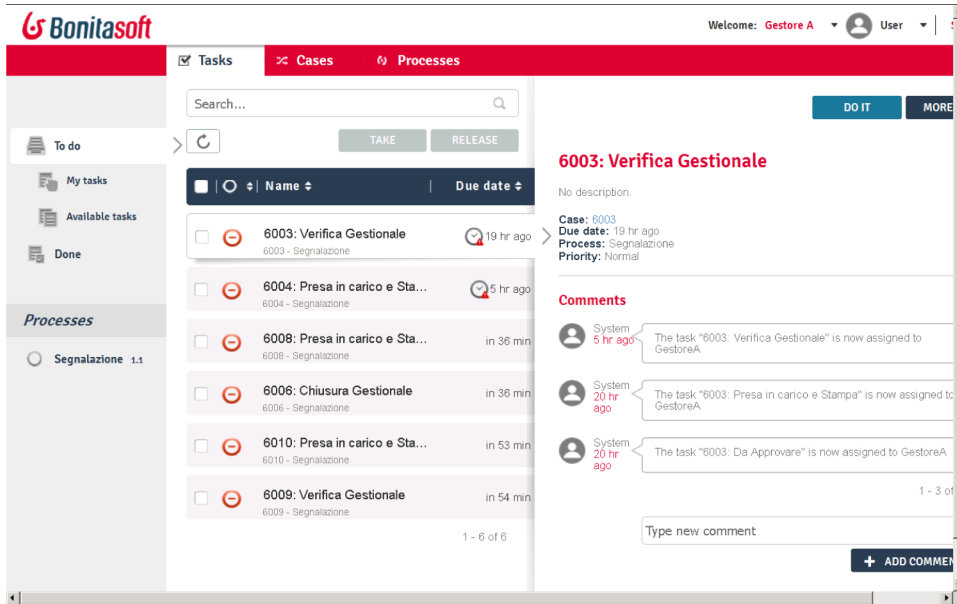 Bonitasoft
Welcome: Gestore A User
Tasks Cases Processes
Search...
DO IT MORE
TAKE RELEASE
To do
My tasks
Available tasks
Done
Processes
Segnalazione 1.1
Name Due date
6003: Verifica Gestionale 19 hr ago
6003 - Segnalazione
6004: Presa in carico e Sta... 5 hr ago
6004 - Segnalazione
6008: Presa in carico e Sta... in 36 min
6008 - Segnalazione
6006: Chiusura Gestionale in 36 min
6006 - Segnalazione
6010: Presa in carico e Sta... in 53 min
6010 - Segnalazione
6009: Verifica Gestionale in 54 min
6009 - Segnalazione
1 - 6 of 6
6003: Verifica Gestionale
No description.
Case: 6003
Due date: 19 hr ago
Process: Segnalazione
Priority: Normal
Comments
System
5 hr ago
The task "6003: Verifica Gestionale" is now assigned to
GestoreA
System
20 hr
ago
The task "6003: Presa in carico e Stampa" is now assigned to
GestoreA
System
20 hr
ago
The task "6003: Da Approvare" is now assigned to GestoreA
1 - 3 of
Type new comment
+ ADD COMMEN